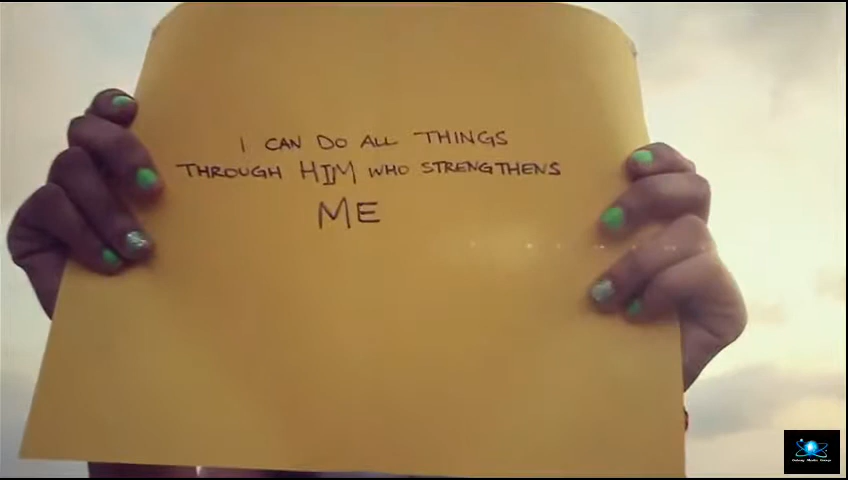 I CAN DO ALL THINGS
THROUGH HIM WHO STRENGTHENS
ME